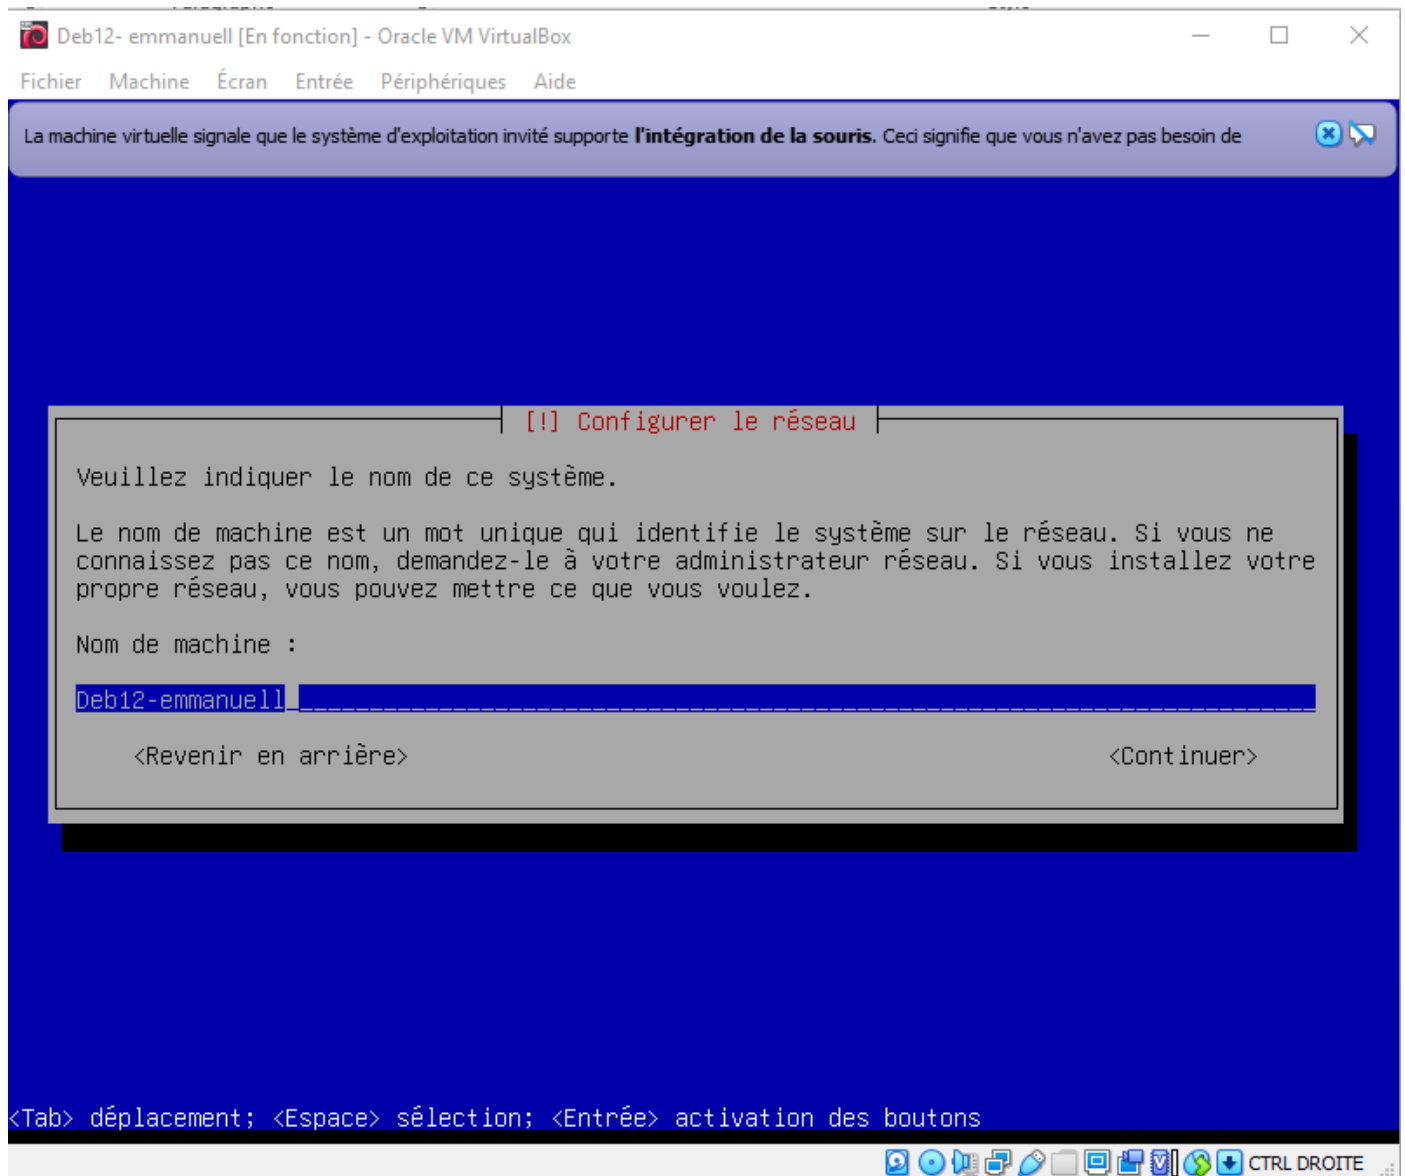 Deb12- emmanuell [En fonction] - Oracle VM VirtualBox
Fichier Machine Écran Entrée Périphériques Aide
La machine virtuelle signale que le système d'exploitation invité supporte l'intégration de la souris. Ceci signifie que vous n'avez pas besoin de
[!] Configurer le réseau
Veuillez indiquer le nom de ce système.
Le nom de machine est un mot unique qui identifie le système sur le réseau. Si vous ne
connaissez pas ce nom, demandez-le à votre administrateur réseau. Si vous installez votre
propre réseau, vous pouvez mettre ce que vous voulez.
Nom de machine :
Deb12-emmanuell
<Revenir en arrière> <Continuer>
<Tab> déplacement; <Espace> sélection; <Entrée> activation des boutons
CTRL DROITE